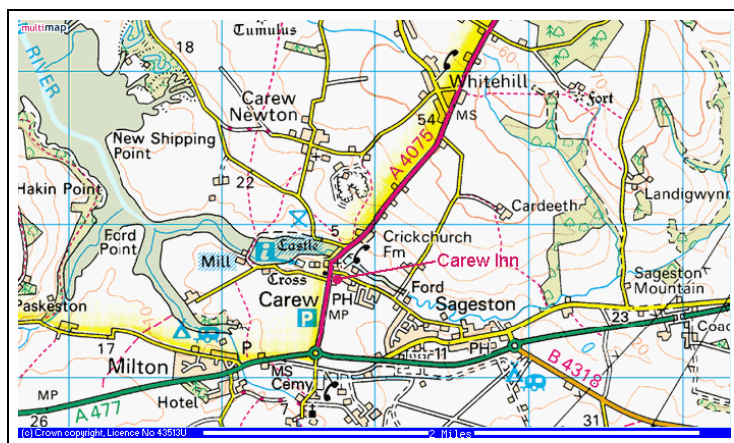 multimap
RIVER
18
Tumulus
Whitehill
fort
Carew
Newton
54
MS
New Shipping
Point
A 4075
Hakin Point
22
Cardeeth
Landigwynn
Ford
Point
5
Castle
Crickchurch
Fm
Mill
Carew Inn
Cross
Ford
Sageston
Mountain
Carew
PH
MP
Sageston
Paskeston
P
23
Coac
17
P
11
PH
Milton
MS
Cemy
B 4318
MP
Hotel
A 477
7
26
31
(c) Crown copyright, Licence No 43513U
2 Miles